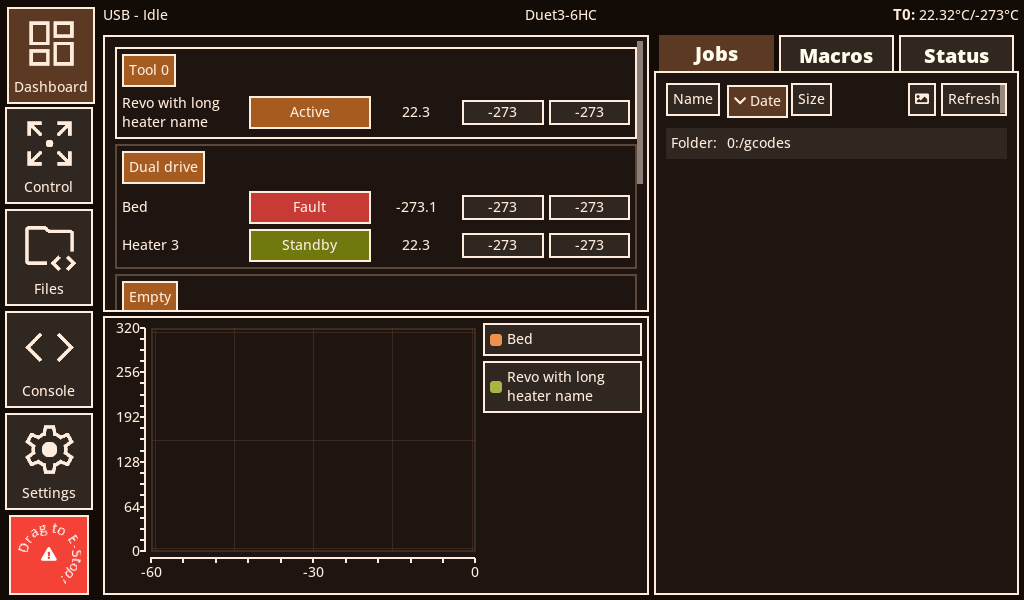 USB - Idle
Duet3-6HC
T0: 22.32°C/-273°C
Dashboard
Control
Files
Console
Settings
Drag to E-Stop!
Tool 0
Revo with long
heater name
Active
22.3
-273
-273
Dual drive
Bed
Fault
-273.1
-273
-273
Heater 3
Standby
22.3
-273
-273
Empty
320
256
192
128
64
0
-60
-30
0
Bed
Revo with long
heater name
Jobs
Macros
Status
Name
Date
Size
Refresh
Folder: 0:/gcodes